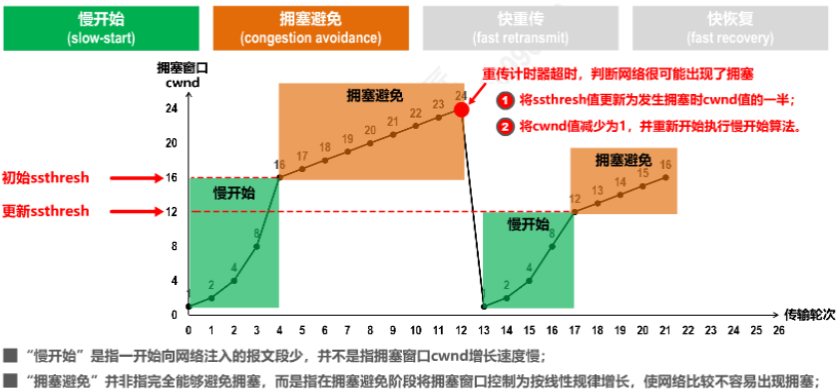 慢开始
(slow-start)
拥塞避免
(congestion avoidance)
快重传
(fast retransmit)
快恢复
(fast recovery)
拥塞窗口
cwnd
重传计时器超时，判断网络很可能出现了拥塞
1 将ssthresh值更新为发生拥塞时cwnd值的一半；
2 将cwnd值减少为1，并重新开始执行慢开始算法。
拥塞避免
慢开始
初始ssthresh
更新ssthresh
拥塞避免
慢开始
24
20
16
12
8
4
0
1 2 4 8 16 17 18 19 20 21 22 23 24 1 2 4 8 12 13 14 15 16
0 1 2 3 4 5 6 7 8 9 10 11 12 13 14 15 16 17 18 19 20 21 22 23 24 25 26
传输轮次
“慢开始”是指一开始向网络注入的报文段少，并不是指拥塞窗口cwnd增长速度慢；
“拥塞避免”并非指完全能够避免拥塞，而是指在拥塞避免阶段将拥塞窗口控制为按线性规律增长，使网络比较不容易出现拥塞；